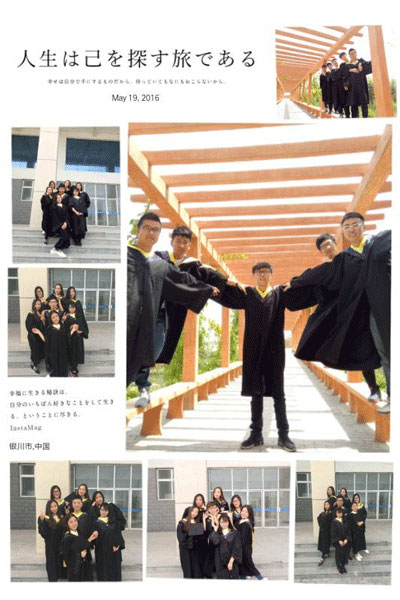 人生は己を探す旅である
幸せは自分で手にするものだから、待っていてもなにもおこらないから。
May 19, 2016
幸福に生きる秘訣は、
自分のいちばん好きなことをして生き
る、ということに尽きる。
InstaMag
银川市,中国